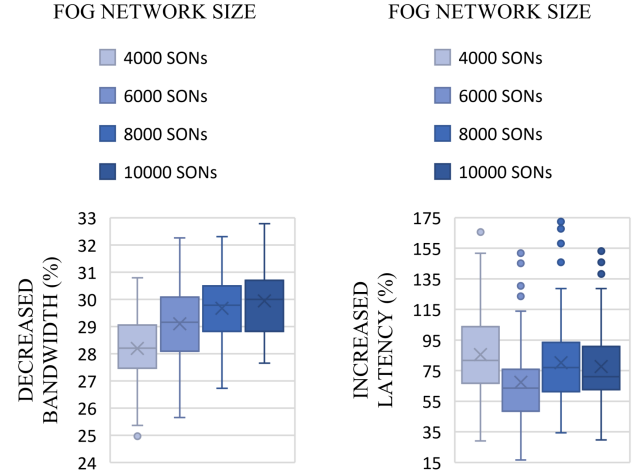 FOG NETWORK SIZE
4000 SONs
6000 SONs
8000 SONs
10000 SONs
DECREASED
BANDWIDTH (%)
33
32
31
30
29
28
27
26
25
24
FOG NETWORK SIZE
4000 SONs
6000 SONs
8000 SONs
10000 SONs
INCREASED
LATENCY (%)
175
155
135
115
95
75
55
35
15